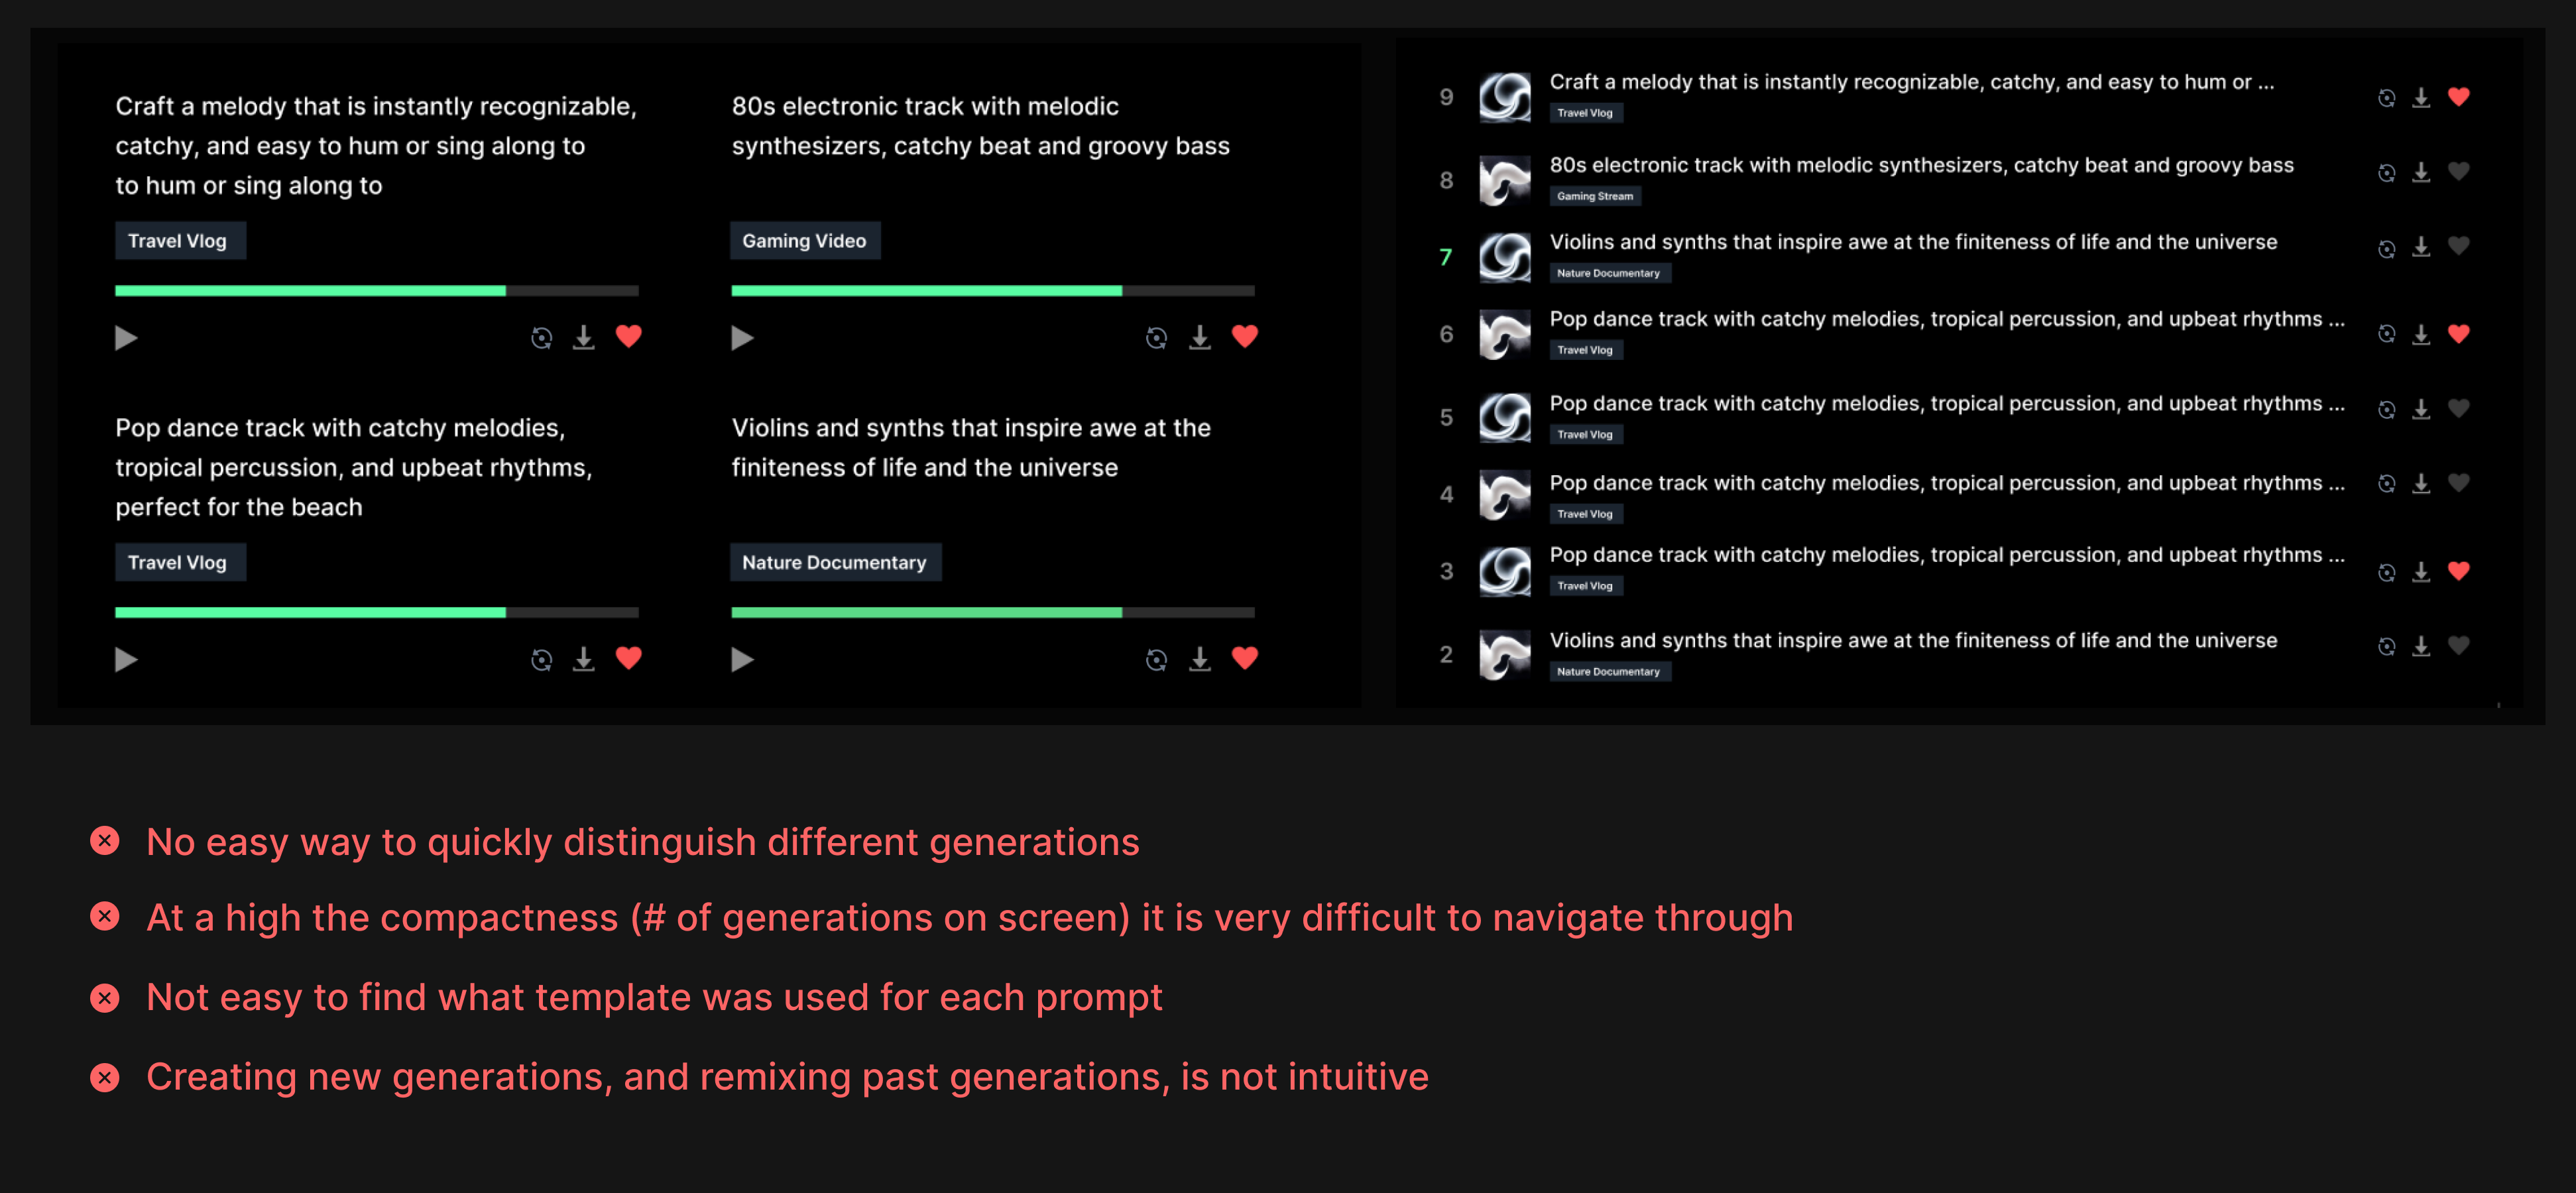 Craft a melody that is instantly recognizable,
catchy, and easy to hum or sing along to
to hum or sing along to
Travel Vlog
80s electronic track with melodic
synthesizers, catchy beat and groovy bass
Gaming Video
Pop dance track with catchy melodies,
tropical percussion, and upbeat rhythms,
perfect for the beach
Travel Vlog
Violins and synths that inspire awe at the
finiteness of life and the universe
Nature Documentary
9
Craft a melody that is instantly recognizable, catchy, and easy to hum or ...
Travel Vlog
8
80s electronic track with melodic synthesizers, catchy beat and groovy bass
Gaming Stream
7
Violins and synths that inspire awe at the finiteness of life and the universe
Nature Documentary
6
Pop dance track with catchy melodies, tropical percussion, and upbeat rhythms ...
Travel Vlog
5
Pop dance track with catchy melodies, tropical percussion, and upbeat rhythms ...
Travel Vlog
4
Pop dance track with catchy melodies, tropical percussion, and upbeat rhythms ...
Travel Vlog
3
Pop dance track with catchy melodies, tropical percussion, and upbeat rhythms ...
Travel Vlog
2
Violins and synths that inspire awe at the finiteness of life and the universe
Nature Documentary
No easy way to quickly distinguish different generations
At a high the compactness (# of generations on screen) it is very difficult to navigate through
Not easy to find what template was used for each prompt
Creating new generations, and remixing past generations, is not intuitive